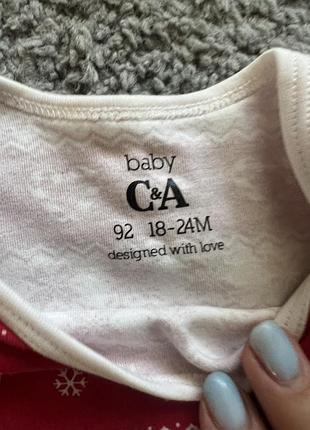 baby
C&A
92 18-24M
designed with love